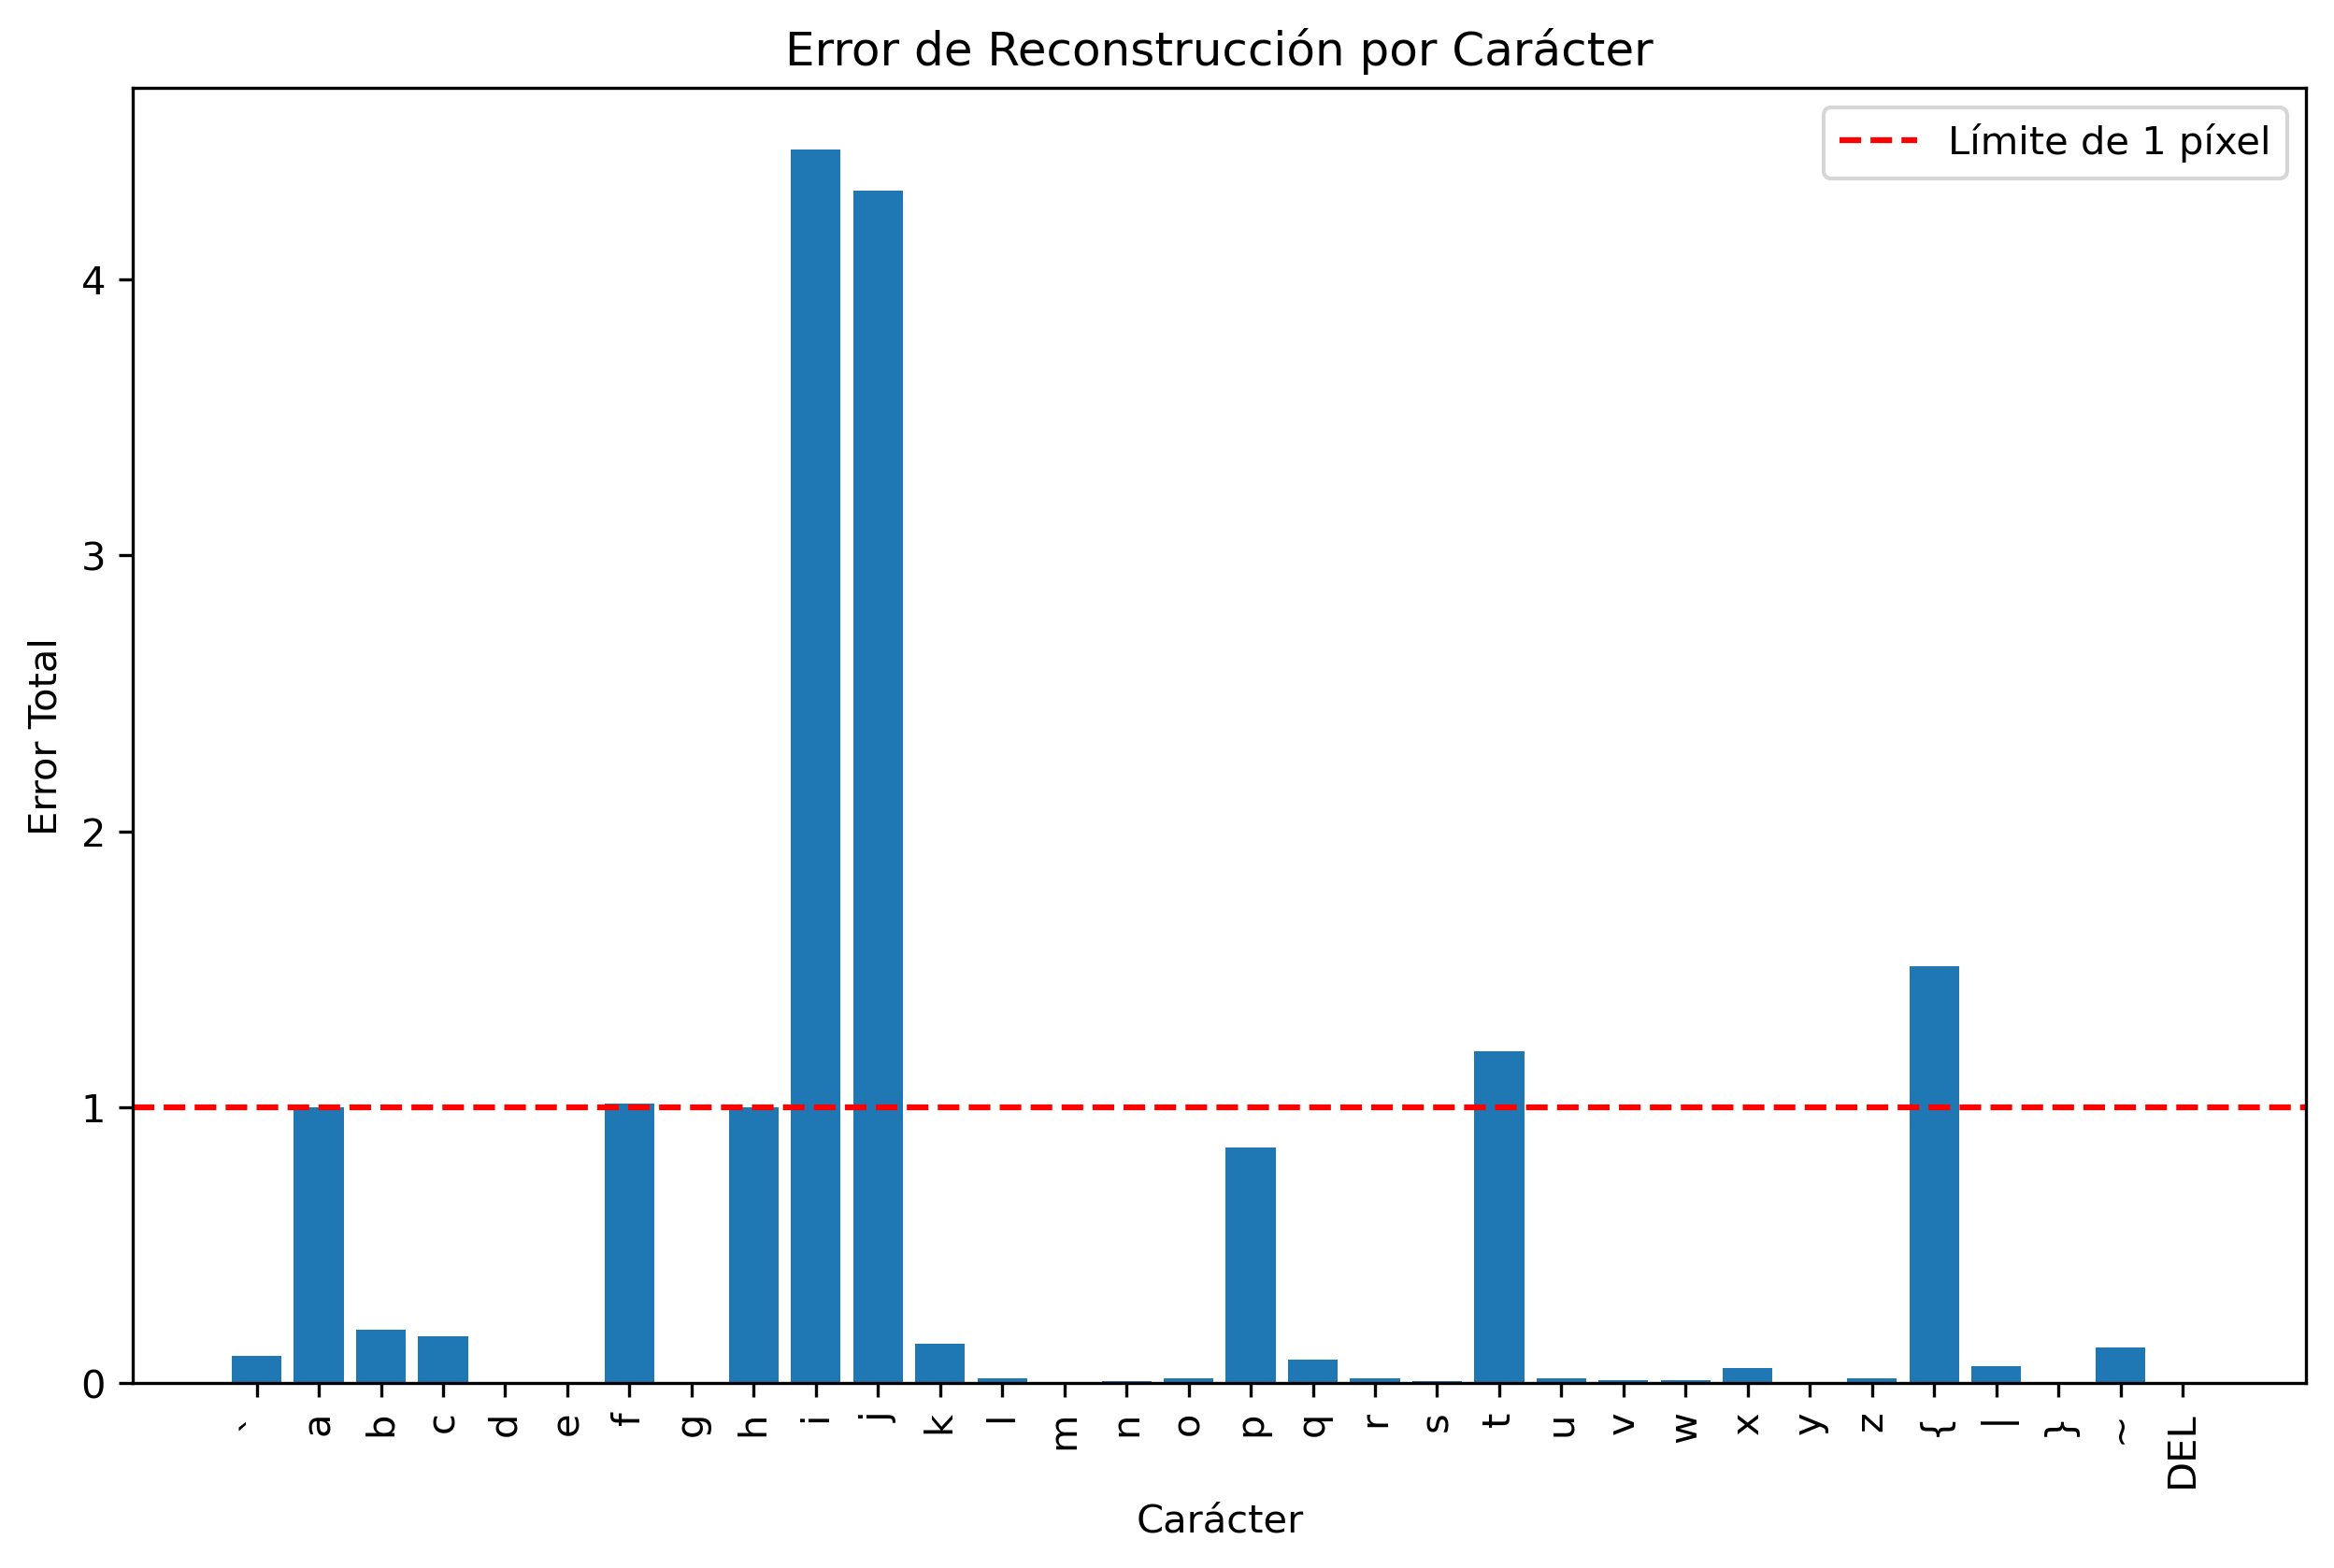 Error de Reconstrucción por Carácter
Límite de 1 píxel
Error Total
4
3
2
1
0
` a b c d e f g h i j k l m n o p q r s t u v w x y z { | } ~ DEL
Carácter